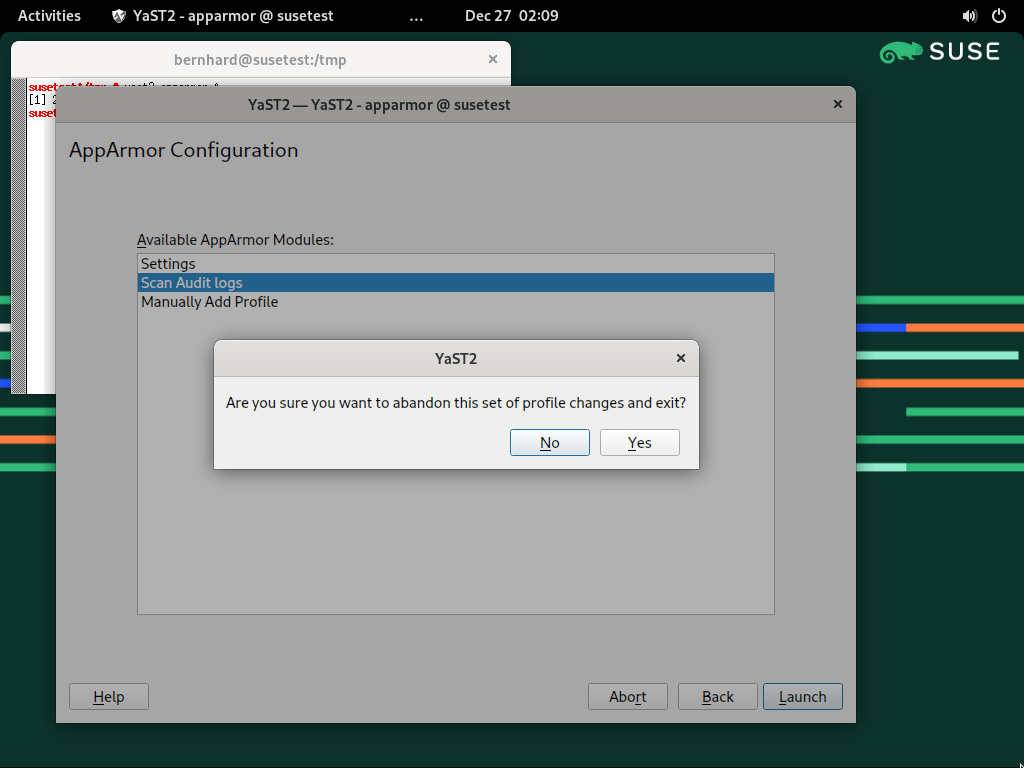 Activities
YaST2 - apparmor @ susetest
...
Dec 27 02:09
SUSE
bernhard@susetest:/tmp
[1] 2
suset
YaST2 — YaST2 - apparmor @ susetest
AppArmor Configuration
Available AppArmor Modules:
Settings
Scan Audit logs
Manually Add Profile
YaST2
Are you sure you want to abandon this set of profile changes and exit?
No
Yes
Help
Abort
Back
Launch